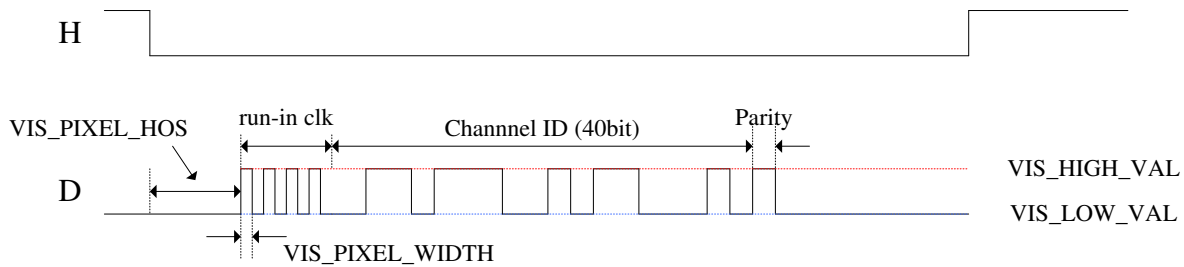 H
VIS_PIXEL_HOS
run-in clk
Channnel ID (40bit)
Parity
VIS_HIGH_VAL
D
VIS_LOW_VAL
VIS_PIXEL_WIDTH